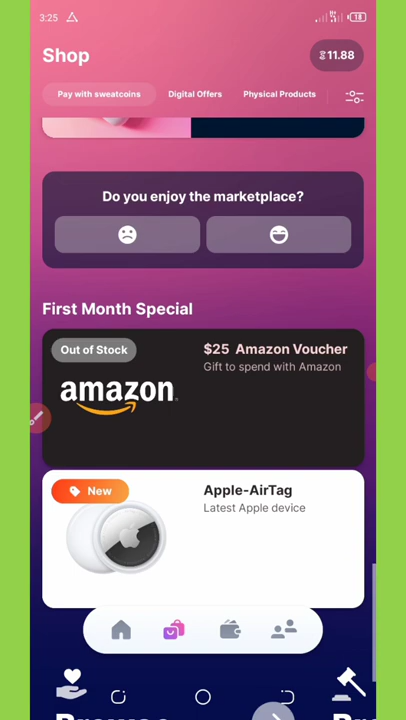 3:25
18
Shop
11.88
Pay with sweatcoins
Digital Offers
Physical Products
Do you enjoy the marketplace?
First Month Special
Out of Stock
$25 Amazon Voucher
Gift to spend with Amazon
amazon
New
Apple-AirTag
Latest Apple device